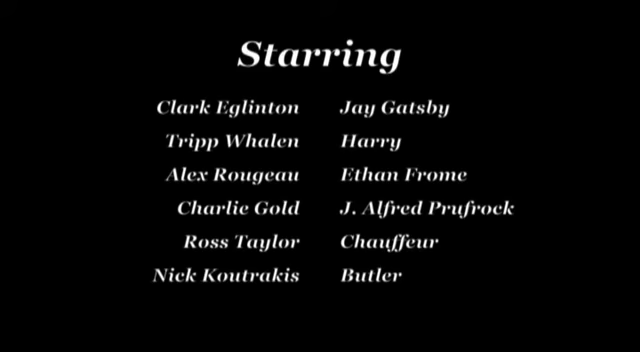 Starring
Clark Eglinton Jay Gatsby
Tripp Whalen Harry
Alex Rougeau Ethan Frome
Charlie Gold J. Alfred Prufrock
Ross Taylor Chauffeur
Nick Koutrakis Butler